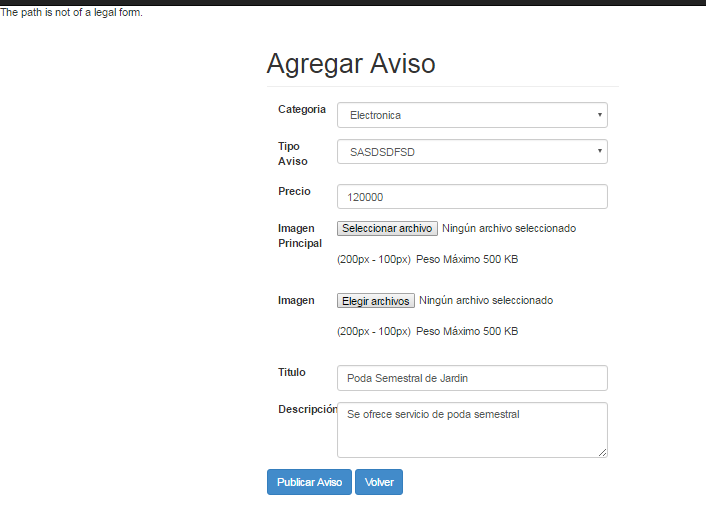 The path is not of a legal form.
Agregar Aviso
Categoria
Electronica
Tipo
Aviso
SASDSDFSD
Precio
120000
Imagen
Principal
Seleccionar archivo Ningún archivo seleccionado
(200px - 100px) Peso Máximo 500 KB
Imagen
Elegir archivos Ningún archivo seleccionado
(200px - 100px) Peso Máximo 500 KB
Titulo
Poda Semestral de Jardin
Descripción
Se ofrece servicio de poda semestral
Publicar Aviso
Volver